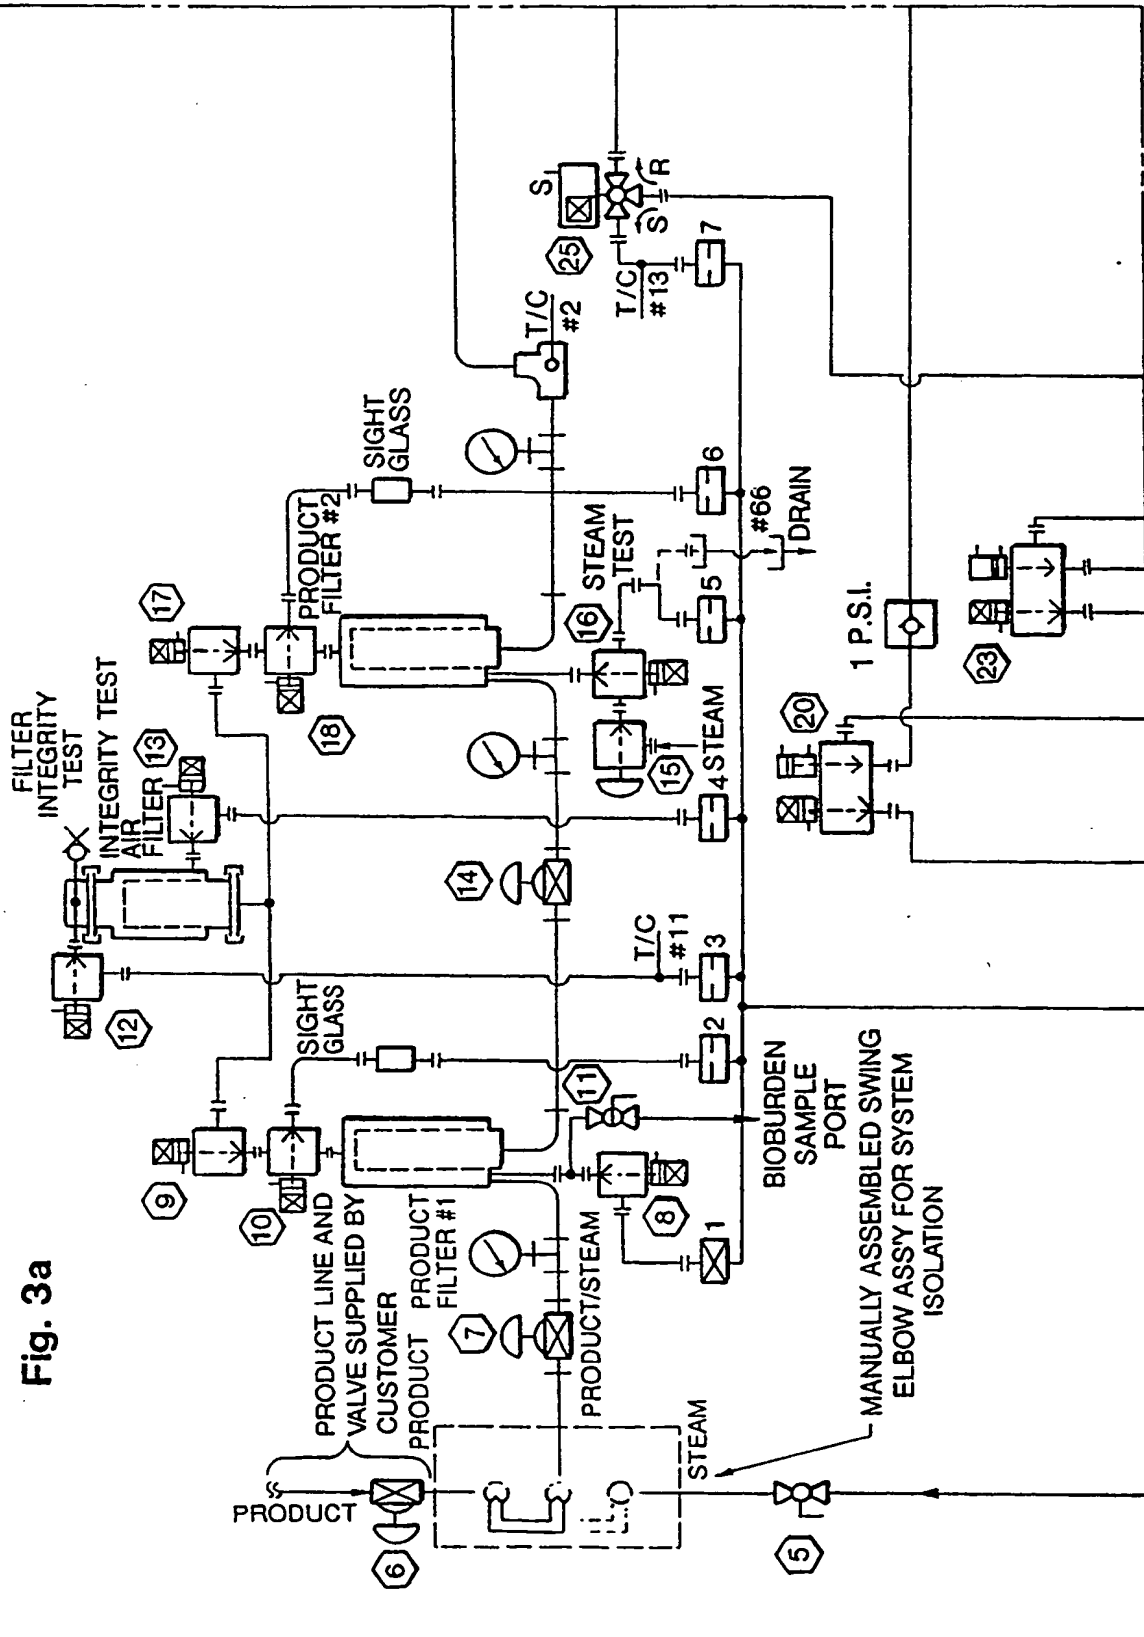 Fig. 3a
FILTER
INTEGRITY
TEST
INTEGRITY TEST
AIR
FILTER
13
12
17
9
18
10
PRODUCT
FILTER #2
SIGHT
GLASS
SIGHT
GLASS
PRODUCT LINE AND
VALVE SUPPLIED BY
CUSTOMER
PRODUCT
PRODUCT
PRODUCT
FILTER #1
PRODUCT
6
7
14
T/C
#2
S
25
S
R
T/C
#13
7
6
STEAM
TEST
16
15
STEAM
5
#66
DRAIN
4
T/C
#11
3
2
11
8
1
PRODUCT/STEAM
BIOBURDEN
SAMPLE
PORT
STEAM
MANUALLY ASSEMBLED SWING
ELBOW ASS'Y FOR SYSTEM
ISOLATION
5
20
1 P.S.I.
23